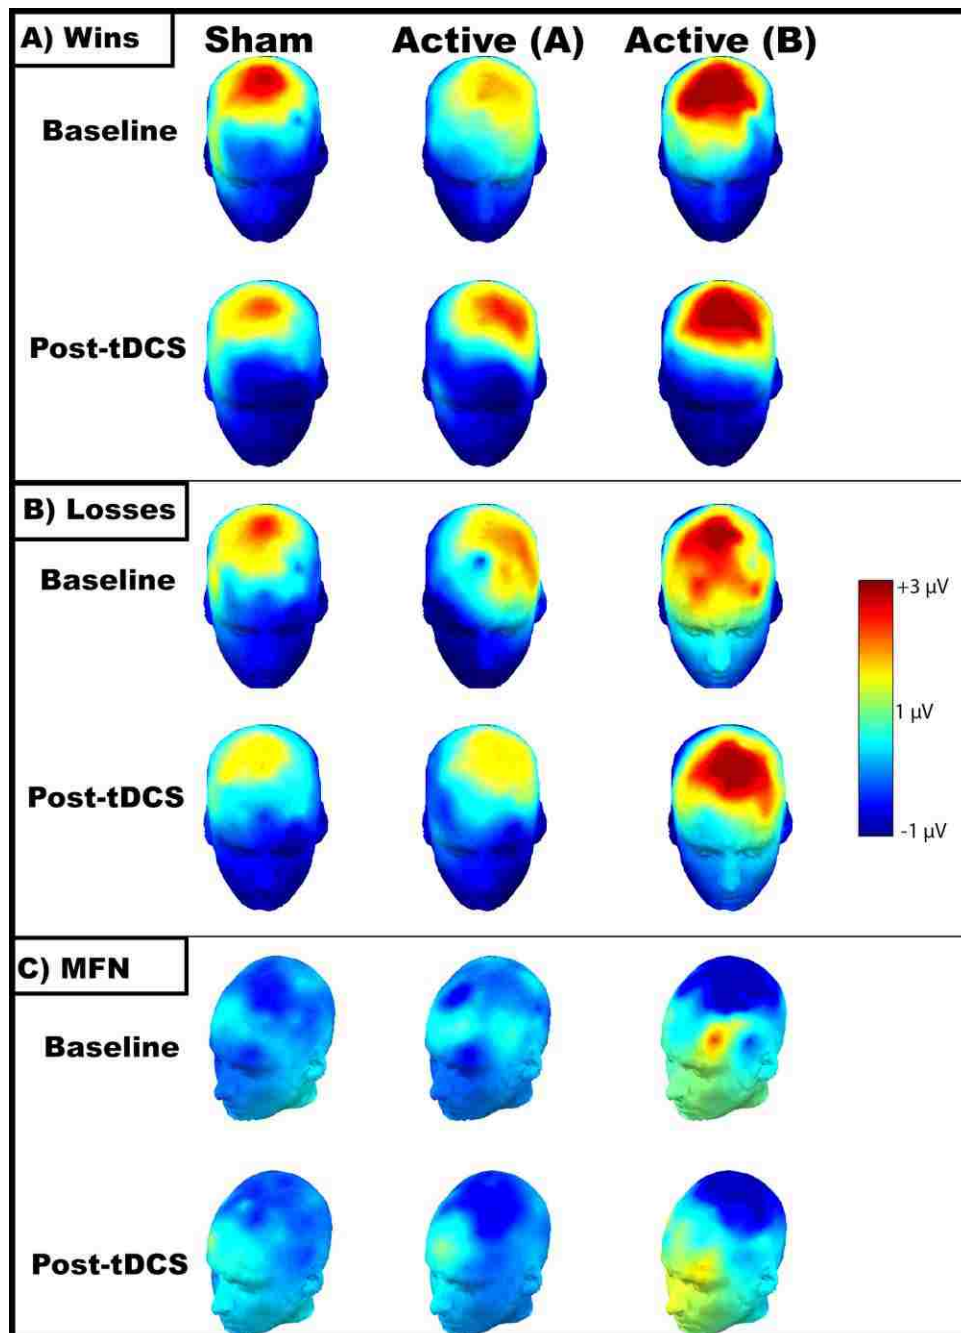 A) Wins
Sham
Active (A)
Active (B)
Baseline
Post-tDCS
B) Losses
Baseline
+3 µV
1 µV
Post-tDCS
-1 µV
C) MFN
Baseline
Post-tDCS